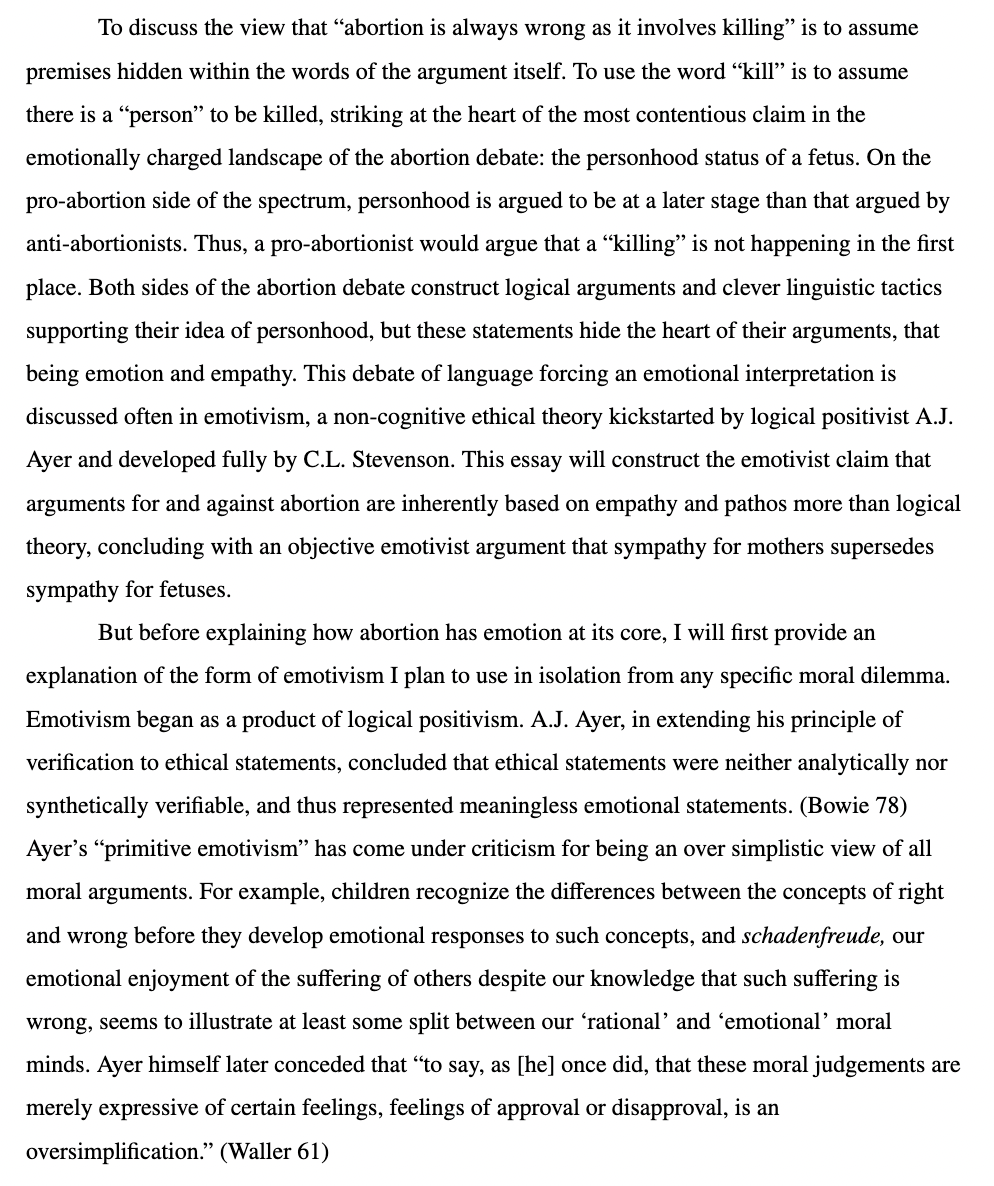 To discuss the view that “abortion is always wrong as it involves killing” is to assume
premises hidden within the words of the argument itself. To use the word “kill” is to assume
there is a “person” to be killed, striking at the heart of the most contentious claim in the
emotionally charged landscape of the abortion debate: the personhood status of a fetus. On the
pro-abortion side of the spectrum, personhood is argued to be at a later stage than that argued by
anti-abortionists. Thus, a pro-abortionist would argue that a “killing” is not happening in the first
place. Both sides of the abortion debate construct logical arguments and clever linguistic tactics
supporting their idea of personhood, but these statements hide the heart of their arguments, that
being emotion and empathy. This debate of language forcing an emotional interpretation is
discussed often in emotivism, a non-cognitive ethical theory kickstarted by logical positivist A.J.
Ayer and developed fully by C.L. Stevenson. This essay will construct the emotivist claim that
arguments for and against abortion are inherently based on empathy and pathos more than logical
theory, concluding with an objective emotivist argument that sympathy for mothers supersedes
sympathy for fetuses.
But before explaining how abortion has emotion at its core, I will first provide an
explanation of the form of emotivism I plan to use in isolation from any specific moral dilemma.
Emotivism began as a product of logical positivism. A.J. Ayer, in extending his principle of
verification to ethical statements, concluded that ethical statements were neither analytically nor
synthetically verifiable, and thus represented meaningless emotional statements. (Bowie 78)
Ayer’s “primitive emotivism” has come under criticism for being an over simplistic view of all
moral arguments. For example, children recognize the differences between the concepts of right
and wrong before they develop emotional responses to such concepts, and schadenfreude, our
emotional enjoyment of the suffering of others despite our knowledge that such suffering is
wrong, seems to illustrate at least some split between our ‘rational’ and ‘emotional’ moral
minds. Ayer himself later conceded that “to say, as [he] once did, that these moral judgements are
merely expressive of certain feelings, feelings of approval or disapproval, is an
oversimplification.” (Waller 61)